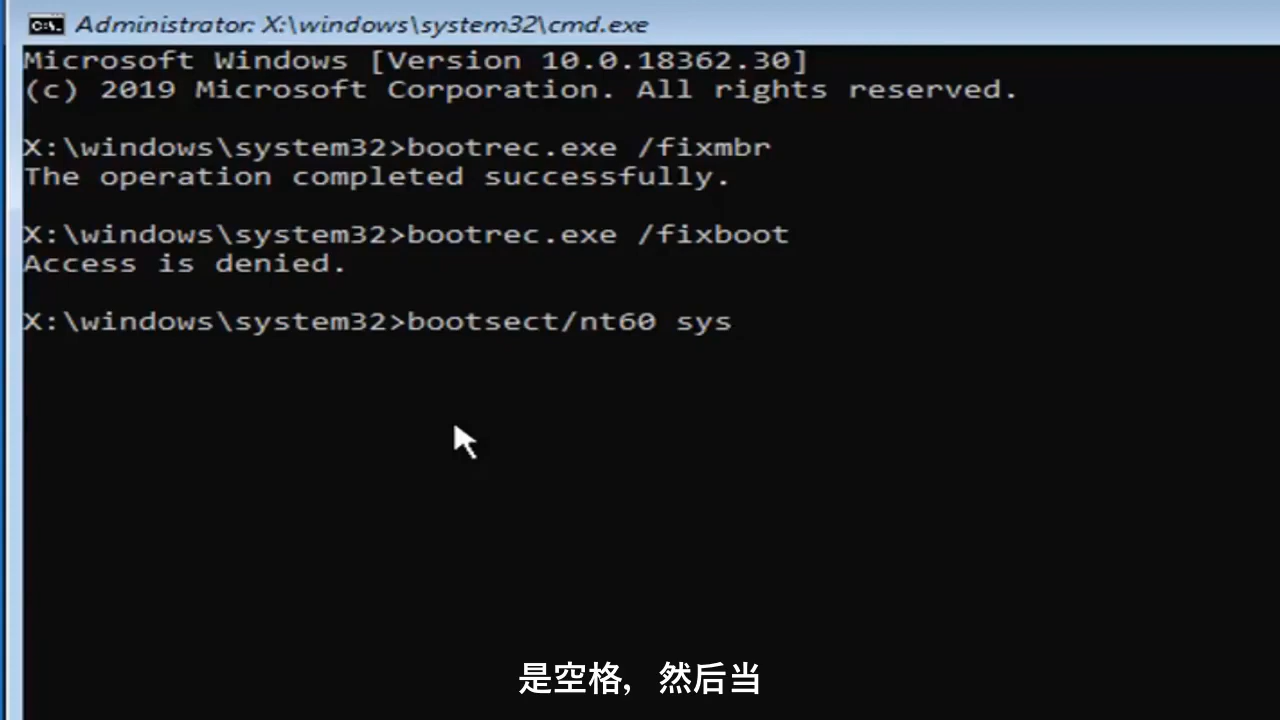 Administrator: X:\windows\system32\cmd.exe
Microsoft Windows [Version 10.0.18362.30]
(c) 2019 Microsoft Corporation. All rights reserved.
X:\windows\system32>bootrec.exe /fixmbr
The operation completed successfully.
X:\windows\system32>bootrec.exe /fixboot
Access is denied.
X:\windows\system32>bootsect/nt60 sys
是空格, 然后当